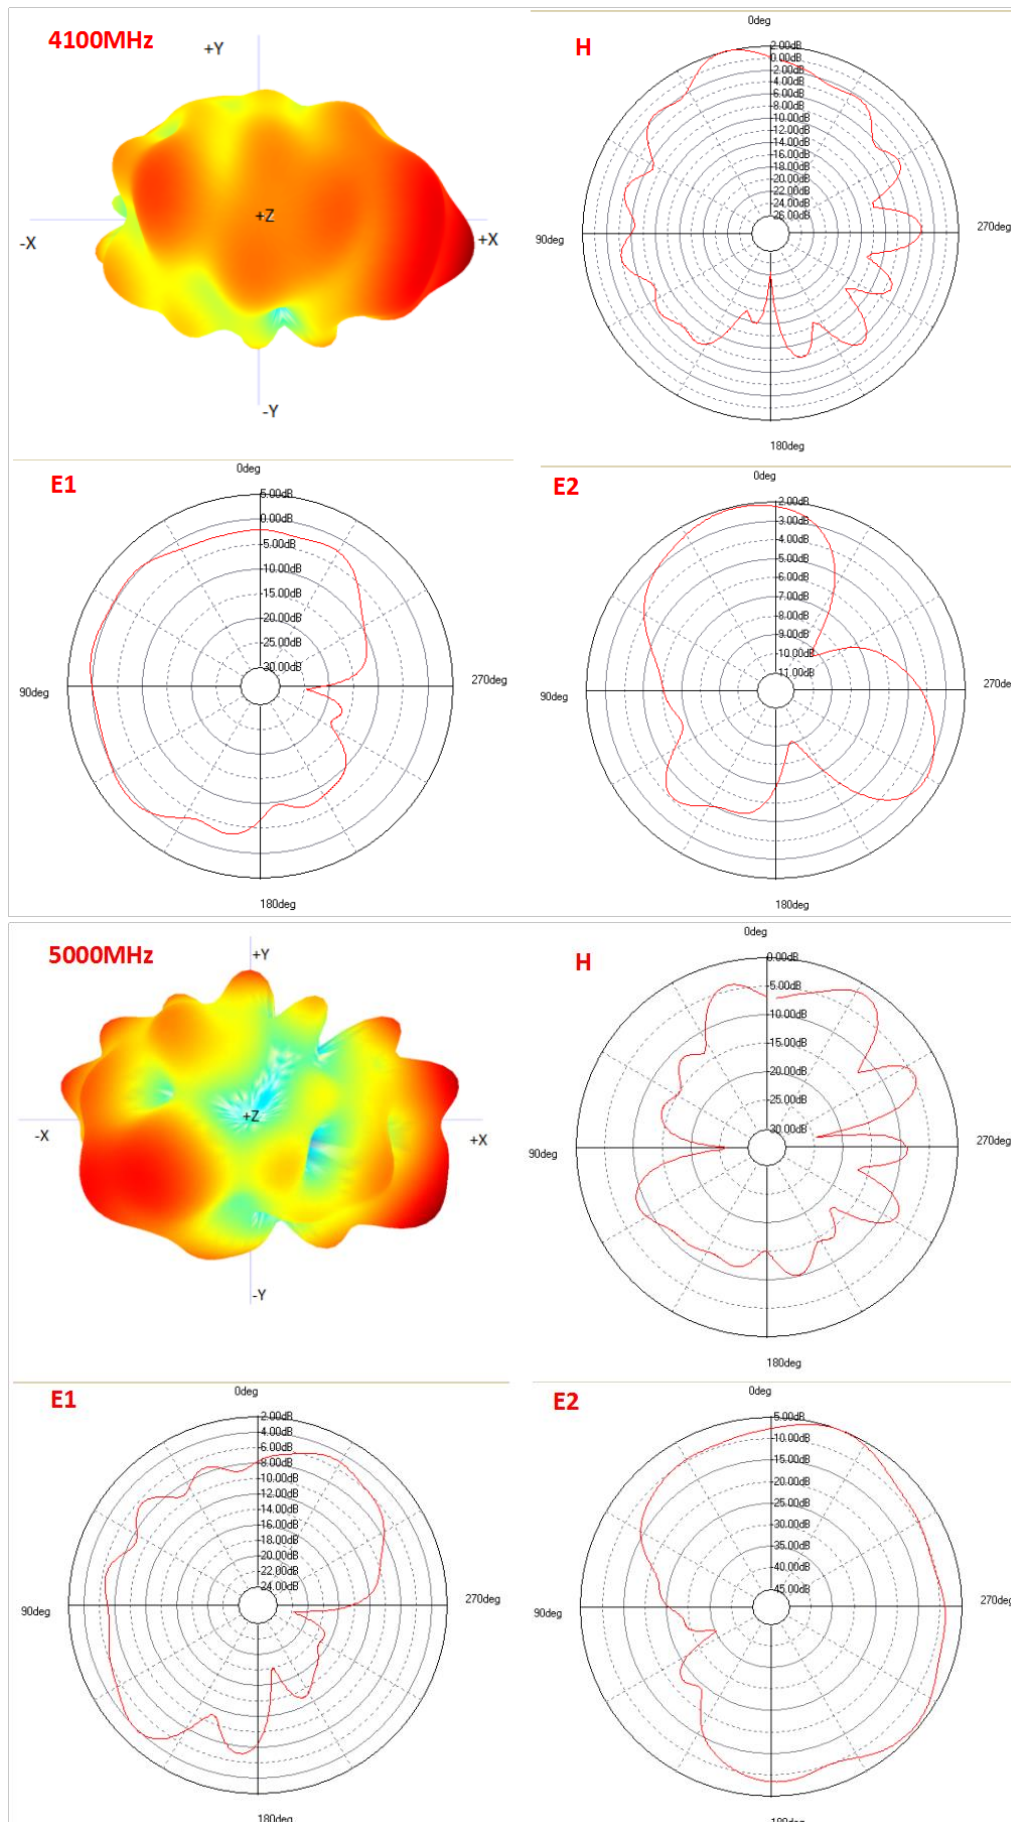 4100MHz
+Y
-X
+Z
+X
-Y
H
0deg
2.00dB
0.00dB
2.00dB
4.00dB
6.00dB
8.00dB
10.00dB
12.00dB
14.00dB
16.00dB
18.00dB
20.00dB
22.00dB
24.00dB
26.00dB
90deg
270deg
180deg
E1
0deg
5.00dB
0.00dB
5.00dB
10.00dB
15.00dB
20.00dB
25.00dB
30.00dB
90deg
270deg
180deg
E2
0deg
2.00dB
3.00dB
4.00dB
5.00dB
6.00dB
7.00dB
8.00dB
9.00dB
10.00dB
11.00dB
90deg
270deg
180deg
5000MHz
+Y
-X
+Z
+X
-Y
H
0deg
0.00dB
5.00dB
10.00dB
15.00dB
20.00dB
25.00dB
30.00dB
90deg
270deg
180deg
E1
0deg
2.00dB
4.00dB
6.00dB
8.00dB
10.00dB
12.00dB
14.00dB
16.00dB
18.00dB
20.00dB
22.00dB
24.00dB
90deg
270deg
180deg
E2
0deg
5.00dB
10.00dB
15.00dB
20.00dB
25.00dB
30.00dB
35.00dB
40.00dB
45.00dB
90deg
270deg
180deg